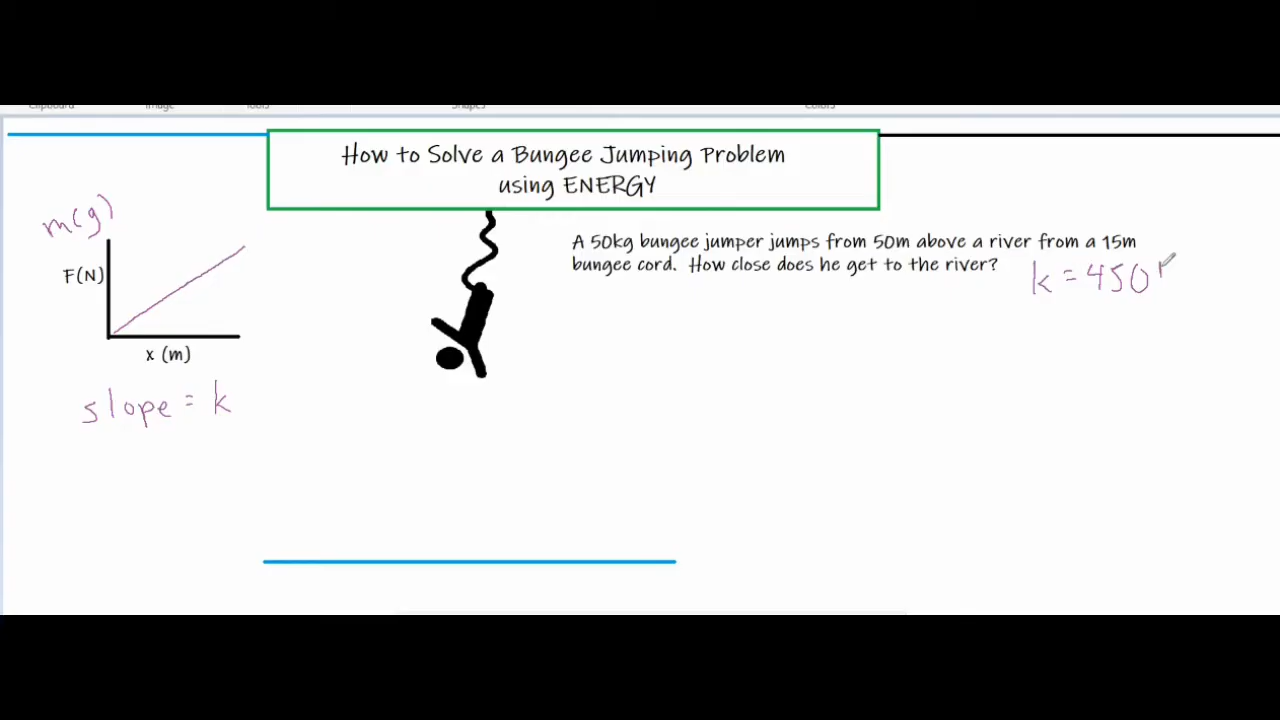 How to Solve a Bungee Jumping Problem
using ENERGY
m(g)
F(N)
x (m)
slope = k
A 50kg bungee jumper jumps from 50m above a river from a 15m
bungee cord. How close does he get to the river?
k = 450